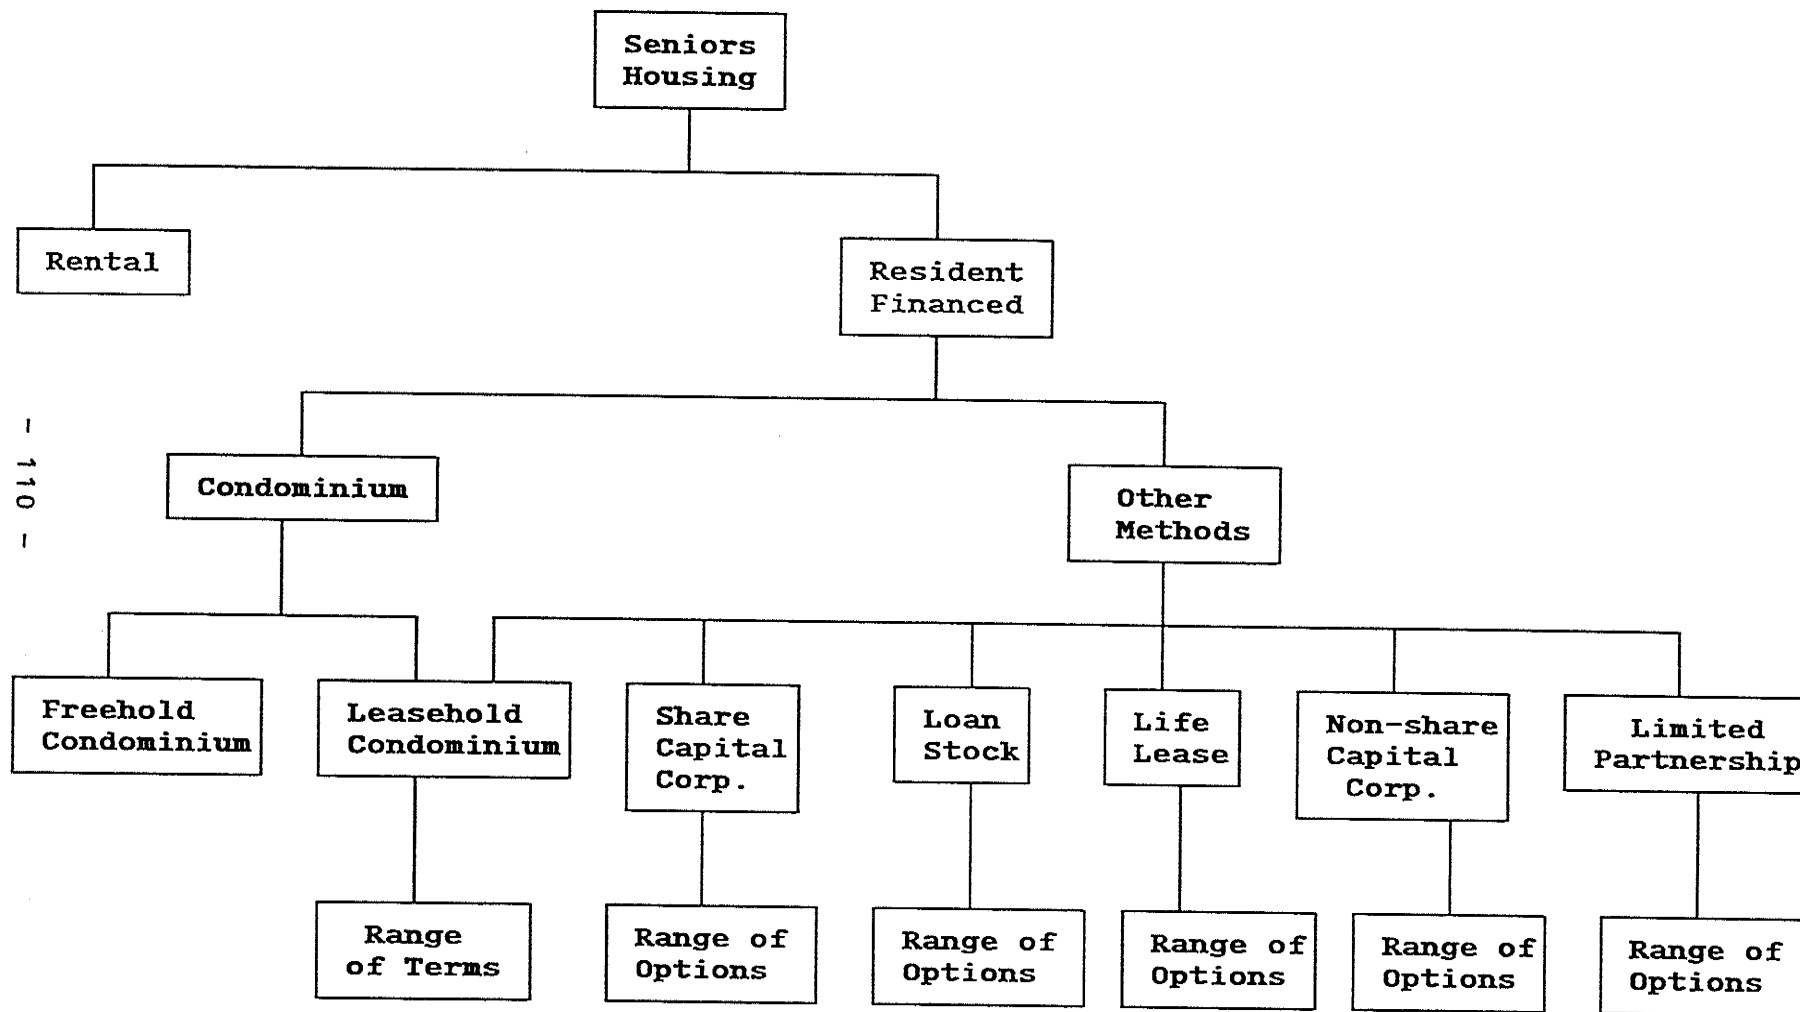 Seniors
Housing
Rental
Resident
Financed
- 110 -
Condominium
Other
Methods
Freehold
Condominium
Leasehold
Condominium
Share
Capital
Corp.
Loan
Stock
Life
Lease
Non-share
Capital
Corp.
Limited
Partnership
Range
of Terms
Range of
Options
Range of
Options
Range of
Options
Range of
Options
Range of
Options